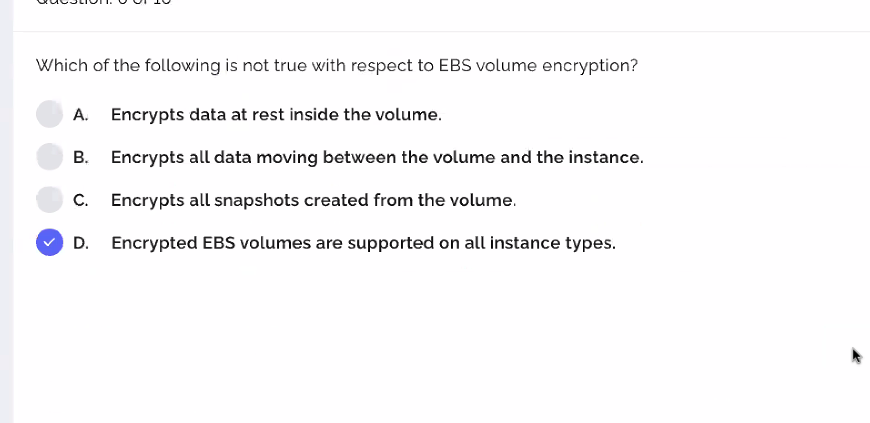 Which of the following is not true with respect to EBS volume encryption?
A. Encrypts data at rest inside the volume.
B. Encrypts all data moving between the volume and the instance.
C. Encrypts all snapshots created from the volume.
D. Encrypted EBS volumes are supported on all instance types.